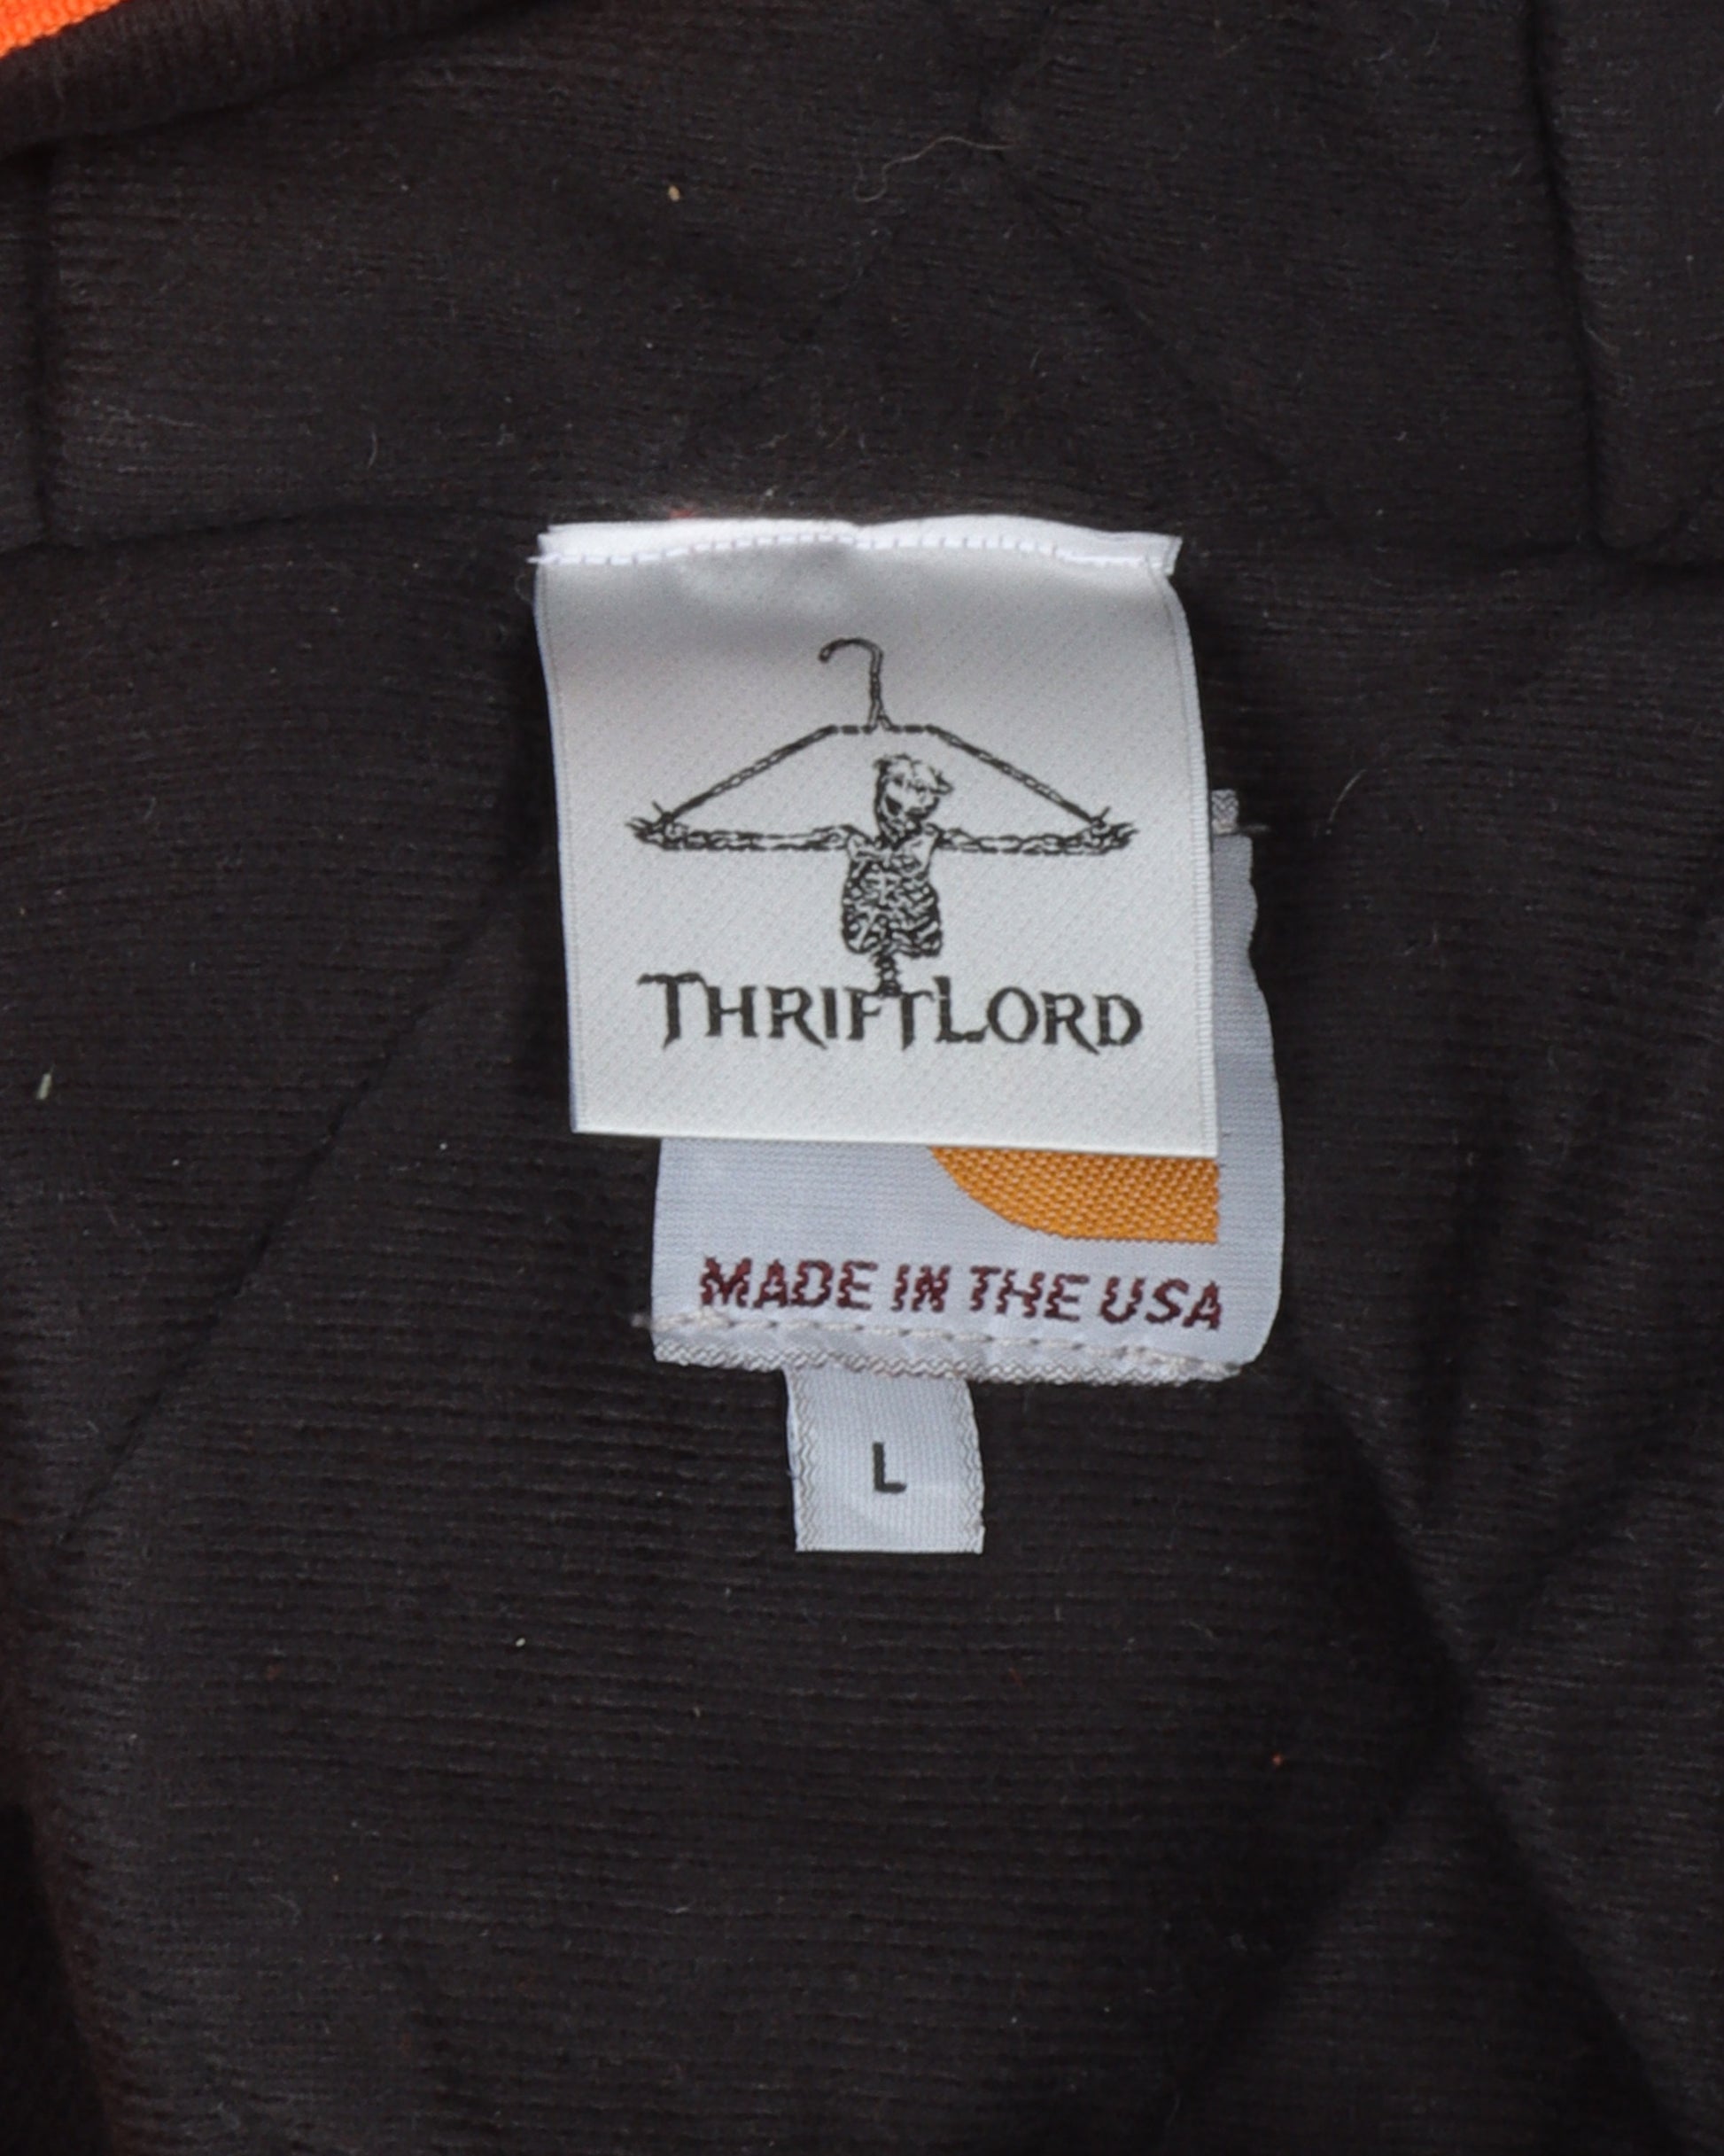 THRIFTLORD
MADE IN THE USA
L